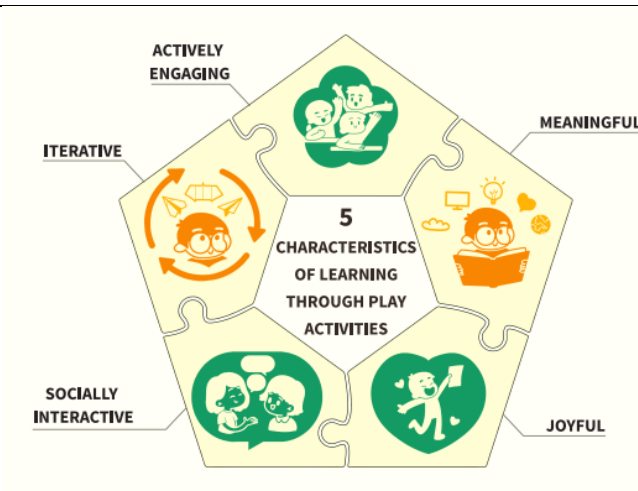 ACTIVELY
ENGAGING
MEANINGFUL
ITERATIVE
5
CHARACTERISTICS
OF LEARNING
THROUGH PLAY
ACTIVITIES
SOCIALLY
INTERACTIVE
JOYFUL